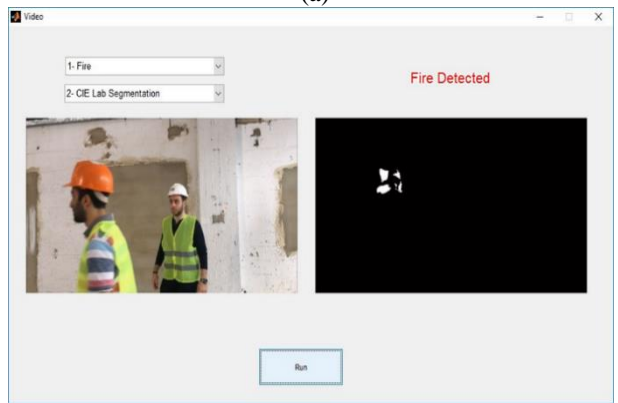 (a)
Video
1- Fire
Fire Detected
2- CIE Lab Segmentation
Run